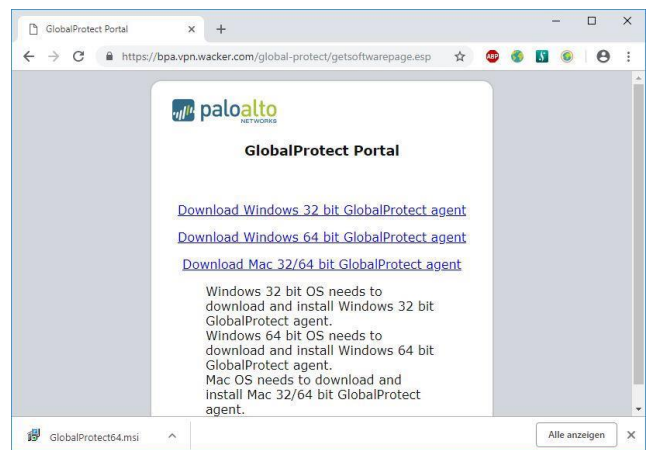 GlobalProtect Portal
https://bpa.vpn.wacker.com/global-protect/getsoftwarepage.esp
ABP
S
paloalto
NETWORKS
GlobalProtect Portal
Download Windows 32 bit GlobalProtect agent
Download Windows 64 bit GlobalProtect agent
Download Mac 32/64 bit GlobalProtect agent
Windows 32 bit OS needs to
download and install Windows 32 bit
GlobalProtect agent.
Windows 64 bit OS needs to
download and install Windows 64 bit
GlobalProtect agent.
Mac OS needs to download and
install Mac 32/64 bit GlobalProtect
agent.
GlobalProtect64.msi
Alle anzeigen